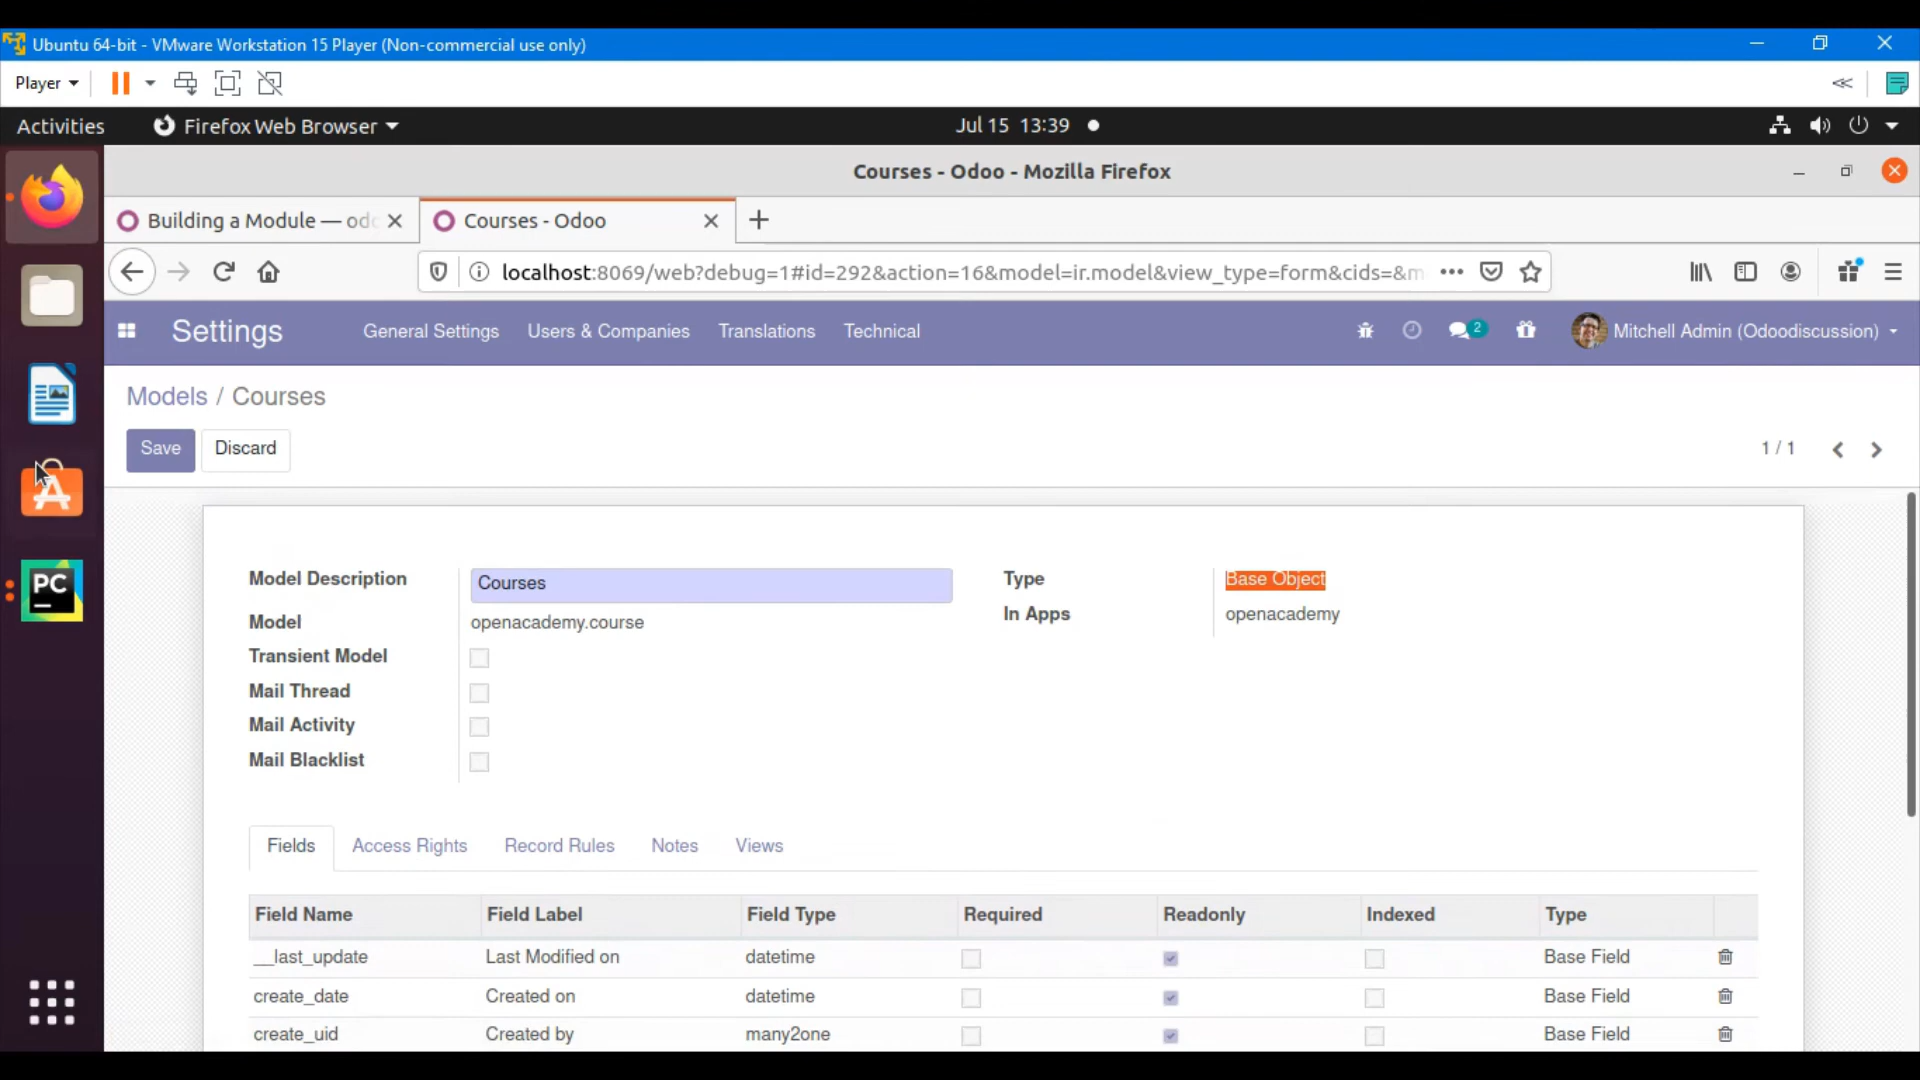 Ubuntu 64-bit - VMware Workstation 15 Player (Non-commercial use only)
Player
Activities
Firefox Web Browser
Jul 15 13:39
Courses - Odoo - Mozilla Firefox
Building a Module — odo
Courses - Odoo
localhost:8069/web?debug=1#id=292&action=16&model=ir.model&view_type=form&cids=&m
Settings
General Settings
Users & Companies
Translations
Technical
2
Mitchell Admin (Odoodiscussion)
Models / Courses
Save
Discard
1 / 1
Model Description
Courses
Type
Base Object
Model
openacademy.course
In Apps
openacademy
Transient Model
Mail Thread
Mail Activity
Mail Blacklist
PC
Fields
Access Rights
Record Rules
Notes
Views
Field Name
Field Label
Field Type
Required
Readonly
Indexed
Type
__last_update
Last Modified on
datetime
Base Field
create_date
Created on
datetime
Base Field
create_uid
Created by
many2one
Base Field